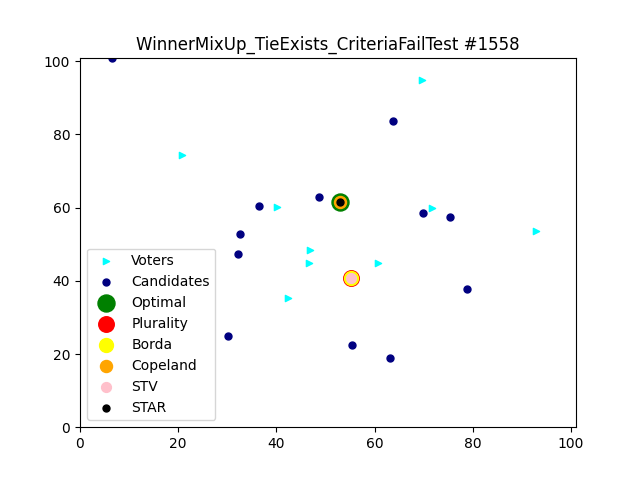 WinnerMixUp_TieExists_CriteriaFailTest #1558
100
80
60
40
20
0
Voters
Candidates
Optimal
Plurality
Borda
Copeland
STV
STAR
0 20 40 60 80 100